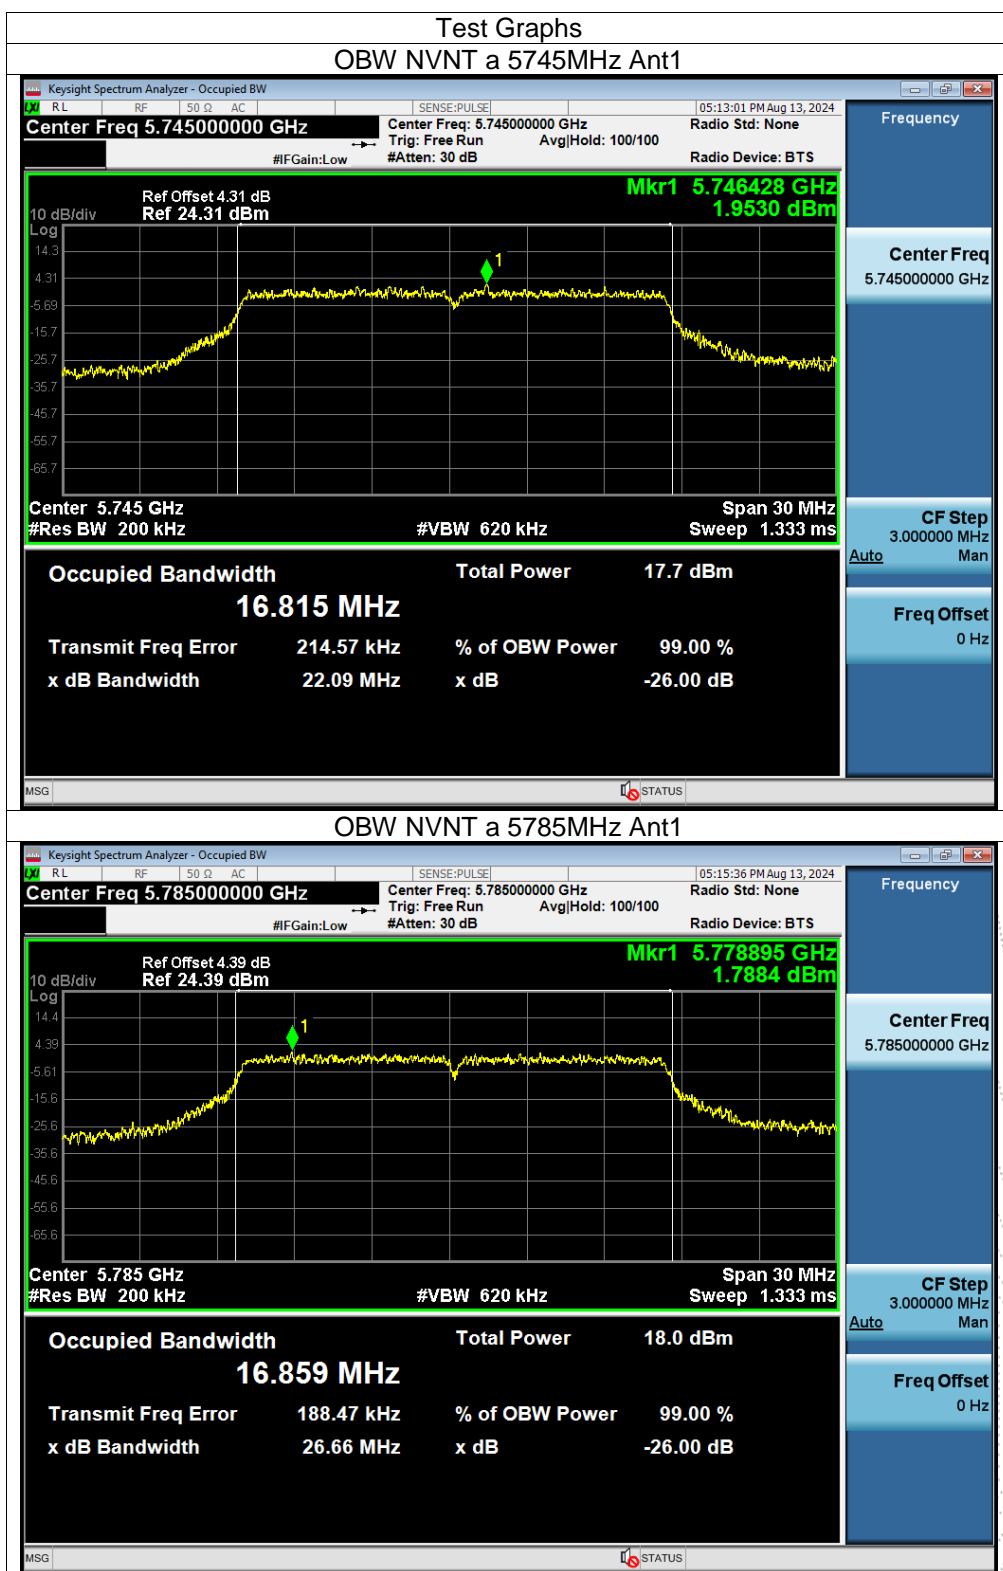 Test Graphs
OBW NVNT a 5745MHz Ant1
Keysight Spectrum Analyzer - Occupied BW
LXI RL RF 50 Ω AC SENSE:PULSE 05:13:01 PM Aug 13, 2024
Center Freq 5.745000000 GHz Center Freq: 5.745000000 GHz Radio Std: None
Trig: Free Run Avg|Hold: 100/100
#IFGain:Low #Atten: 30 dB Radio Device: BTS
Frequency
Mkr1 5.746428 GHz
Ref Offset 4.31 dB
10 dB/div Ref 24.31 dBm 1.9530 dBm
Log
14.3
1
4.31
-5.69
-15.7
-25.7
-35.7
-45.7
-55.7
-65.7
Center Freq
5.745000000 GHz
Center 5.745 GHz Span 30 MHz
#Res BW 200 kHz #VBW 620 kHz Sweep 1.333 ms
CF Step
3.000000 MHz
Auto Man
Occupied Bandwidth Total Power 17.7 dBm
16.815 MHz
Freq Offset
0 Hz
Transmit Freq Error 214.57 kHz % of OBW Power 99.00 %
x dB Bandwidth 22.09 MHz x dB -26.00 dB
MSG STATUS
OBW NVNT a 5785MHz Ant1
Keysight Spectrum Analyzer - Occupied BW
LXI RL RF 50 Ω AC SENSE:PULSE 05:15:36 PM Aug 13, 2024
Center Freq 5.785000000 GHz Center Freq: 5.785000000 GHz Radio Std: None
Trig: Free Run Avg|Hold: 100/100
#IFGain:Low #Atten: 30 dB Radio Device: BTS
Frequency
Mkr1 5.778895 GHz
Ref Offset 4.39 dB
10 dB/div Ref 24.39 dBm 1.7884 dBm
Log
14.4
1
4.39
-5.61
-15.6
-25.6
-35.6
-45.6
-55.6
-65.6
Center Freq
5.785000000 GHz
Center 5.785 GHz Span 30 MHz
#Res BW 200 kHz #VBW 620 kHz Sweep 1.333 ms
CF Step
3.000000 MHz
Auto Man
Occupied Bandwidth Total Power 18.0 dBm
16.859 MHz
Freq Offset
0 Hz
Transmit Freq Error 188.47 kHz % of OBW Power 99.00 %
x dB Bandwidth 26.66 MHz x dB -26.00 dB
MSG STATUS